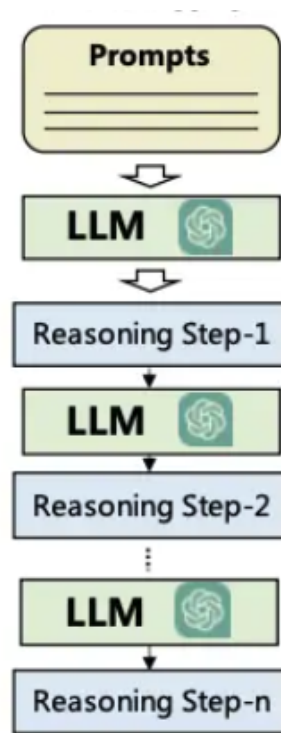 Prompts
LLM
Reasoning Step-1
LLM
Reasoning Step-2
LLM
Reasoning Step-n